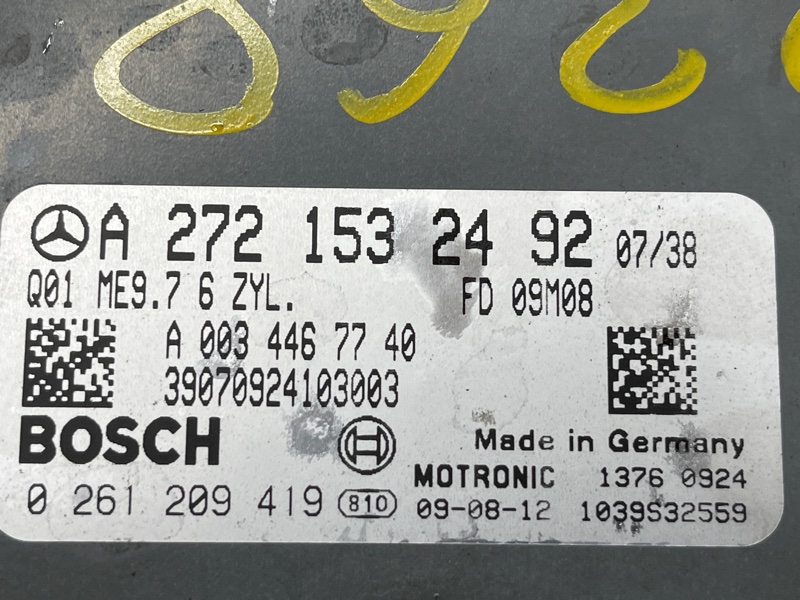 A 272 153 24 92 07/38
Q01 ME9.7 6 ZYL. FD 09M08
A 003 446 77 40
39070924103003
BOSCH
Made in Germany
MOTRONIC 1376 0924
0 261 209 419 810 09-08-12 1039S32559